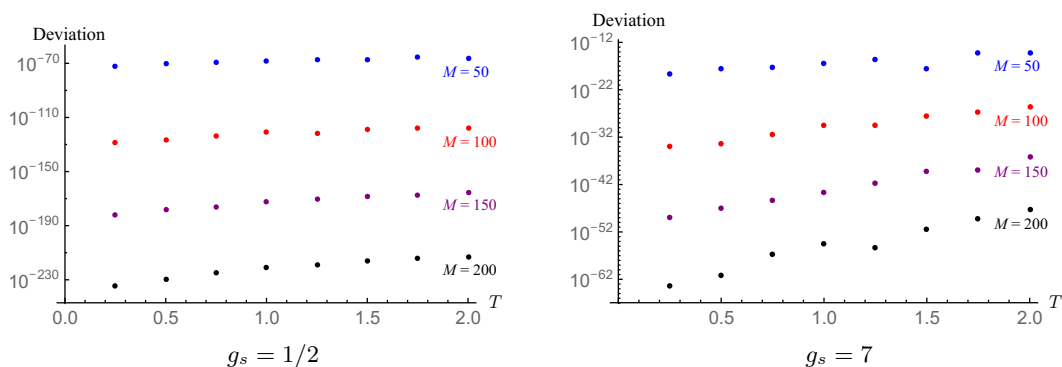 Deviation
10^-70
M = 50
10^-110
M = 100
10^-150
M = 150
10^-190
10^-230
M = 200
T
0.0 0.5 1.0 1.5 2.0
g_s = 1/2
Deviation
10^-12
M = 50
10^-22
M = 100
10^-32
M = 150
10^-42
M = 200
10^-52
10^-62
T
0.5 1.0 1.5 2.0
g_s = 7